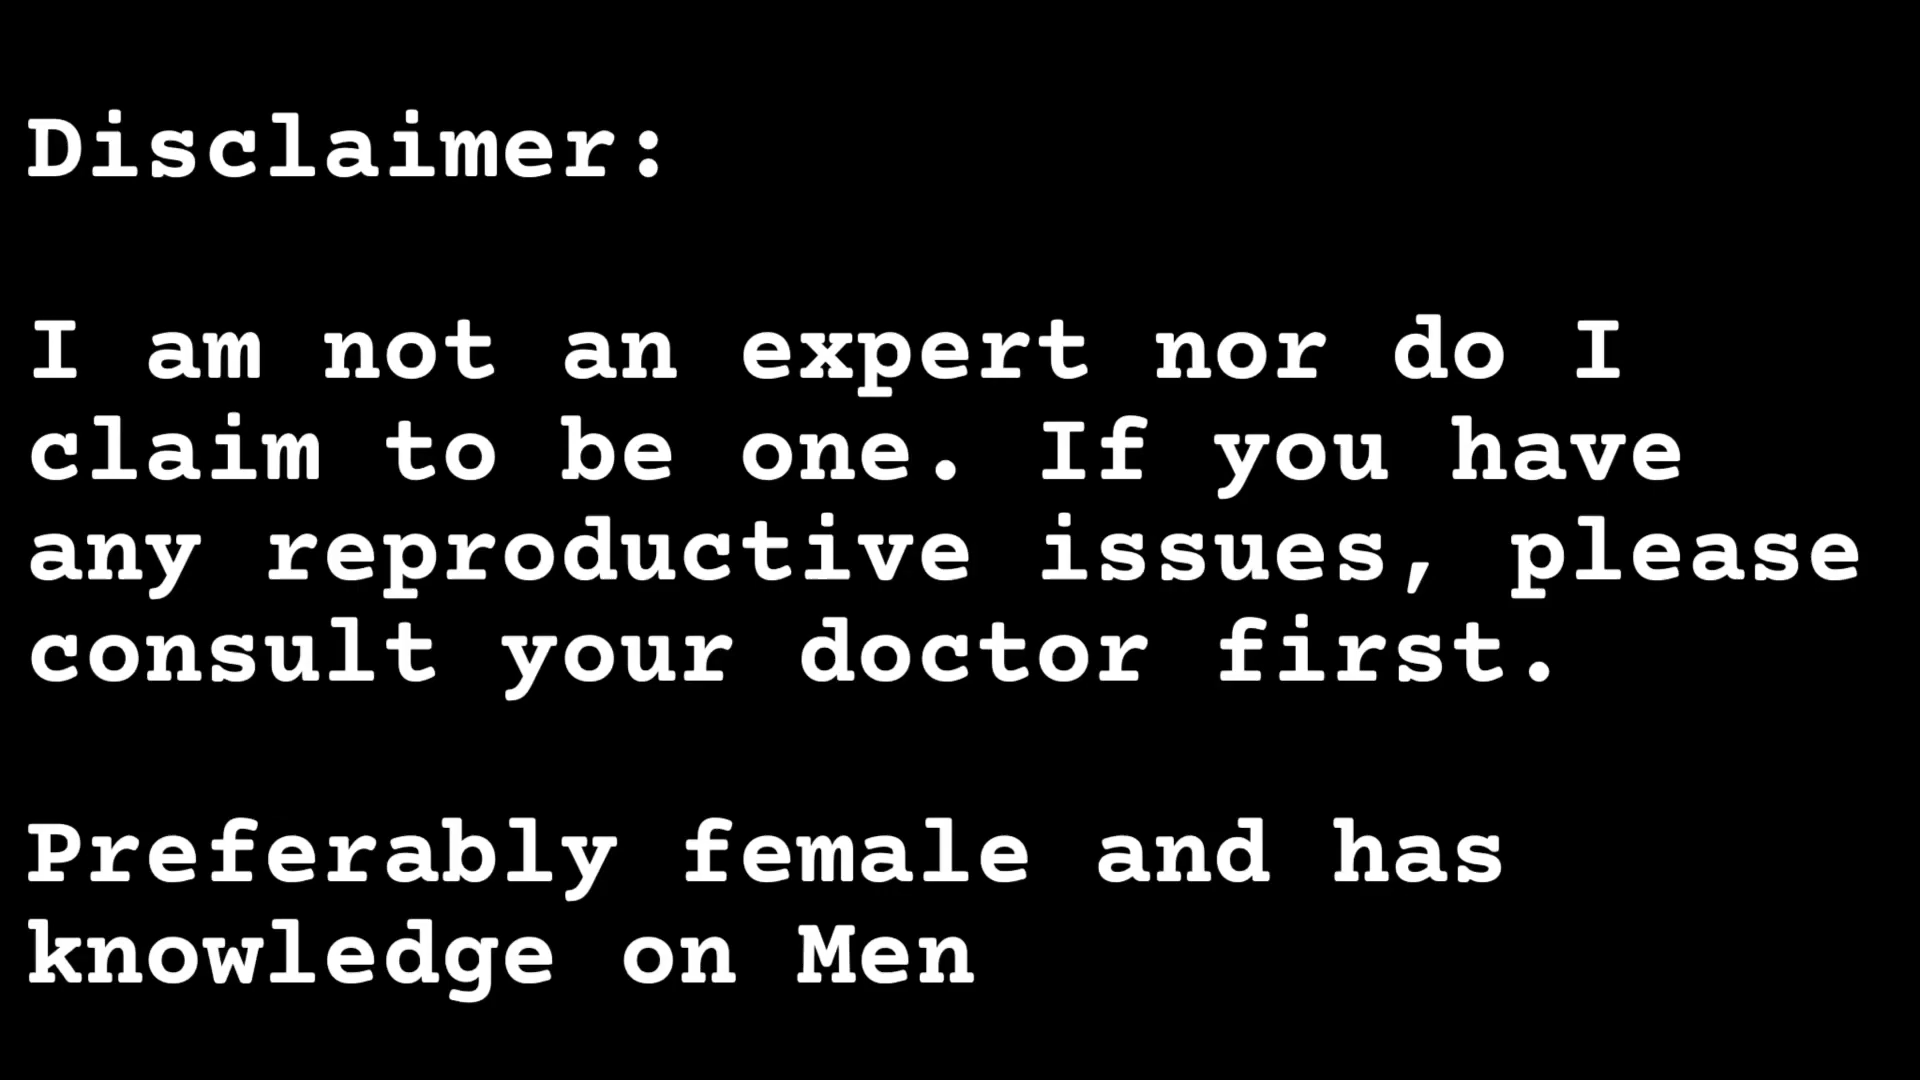 Disclaimer:
I am not an expert nor do I
claim to be one. If you have
any reproductive issues, please
consult your doctor first.
Preferably female and has
knowledge on Men